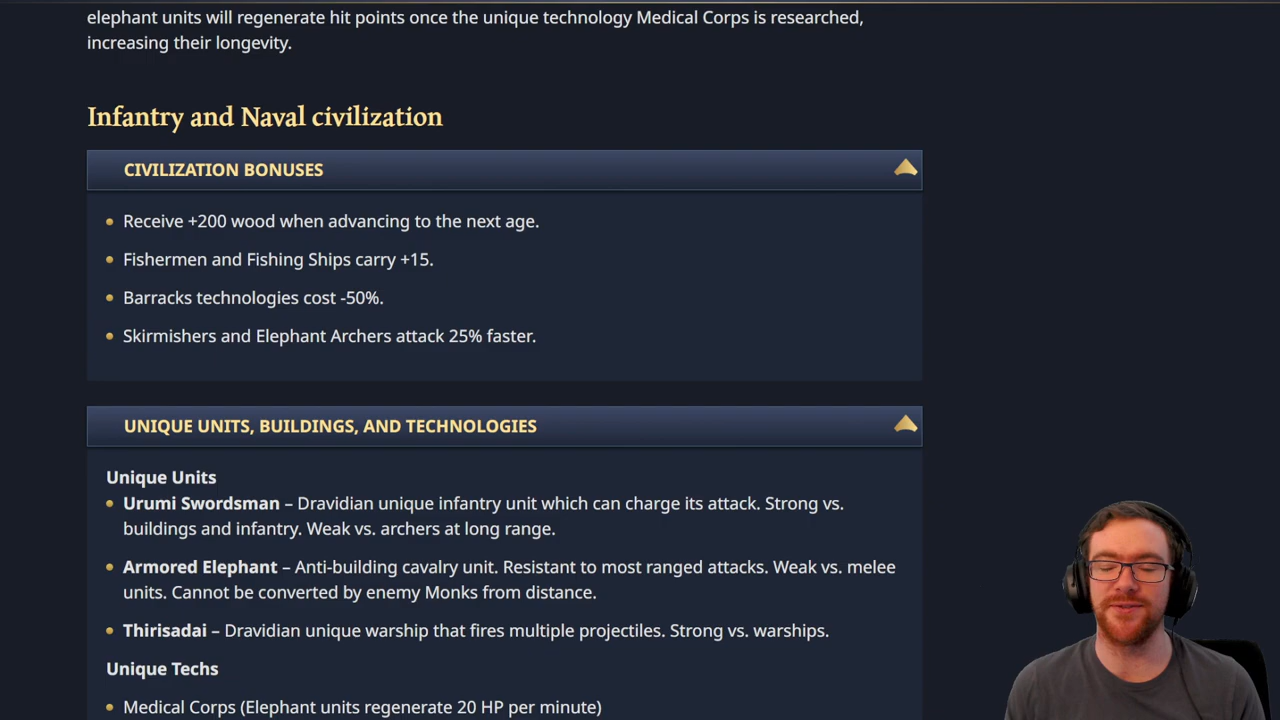 elephant units will regenerate hit points once the unique technology Medical Corps is researched,
increasing their longevity.
Infantry and Naval civilization
CIVILIZATION BONUSES
Receive +200 wood when advancing to the next age.
Fishermen and Fishing Ships carry +15.
Barracks technologies cost -50%.
Skirmishers and Elephant Archers attack 25% faster.
UNIQUE UNITS, BUILDINGS, AND TECHNOLOGIES
Unique Units
Urumi Swordsman – Dravidian unique infantry unit which can charge its attack. Strong vs.
buildings and infantry. Weak vs. archers at long range.
Armored Elephant – Anti-building cavalry unit. Resistant to most ranged attacks. Weak vs. melee
units. Cannot be converted by enemy Monks from distance.
Thirisadai – Dravidian unique warship that fires multiple projectiles. Strong vs. warships.
Unique Techs
Medical Corps (Elephant units regenerate 20 HP per minute)